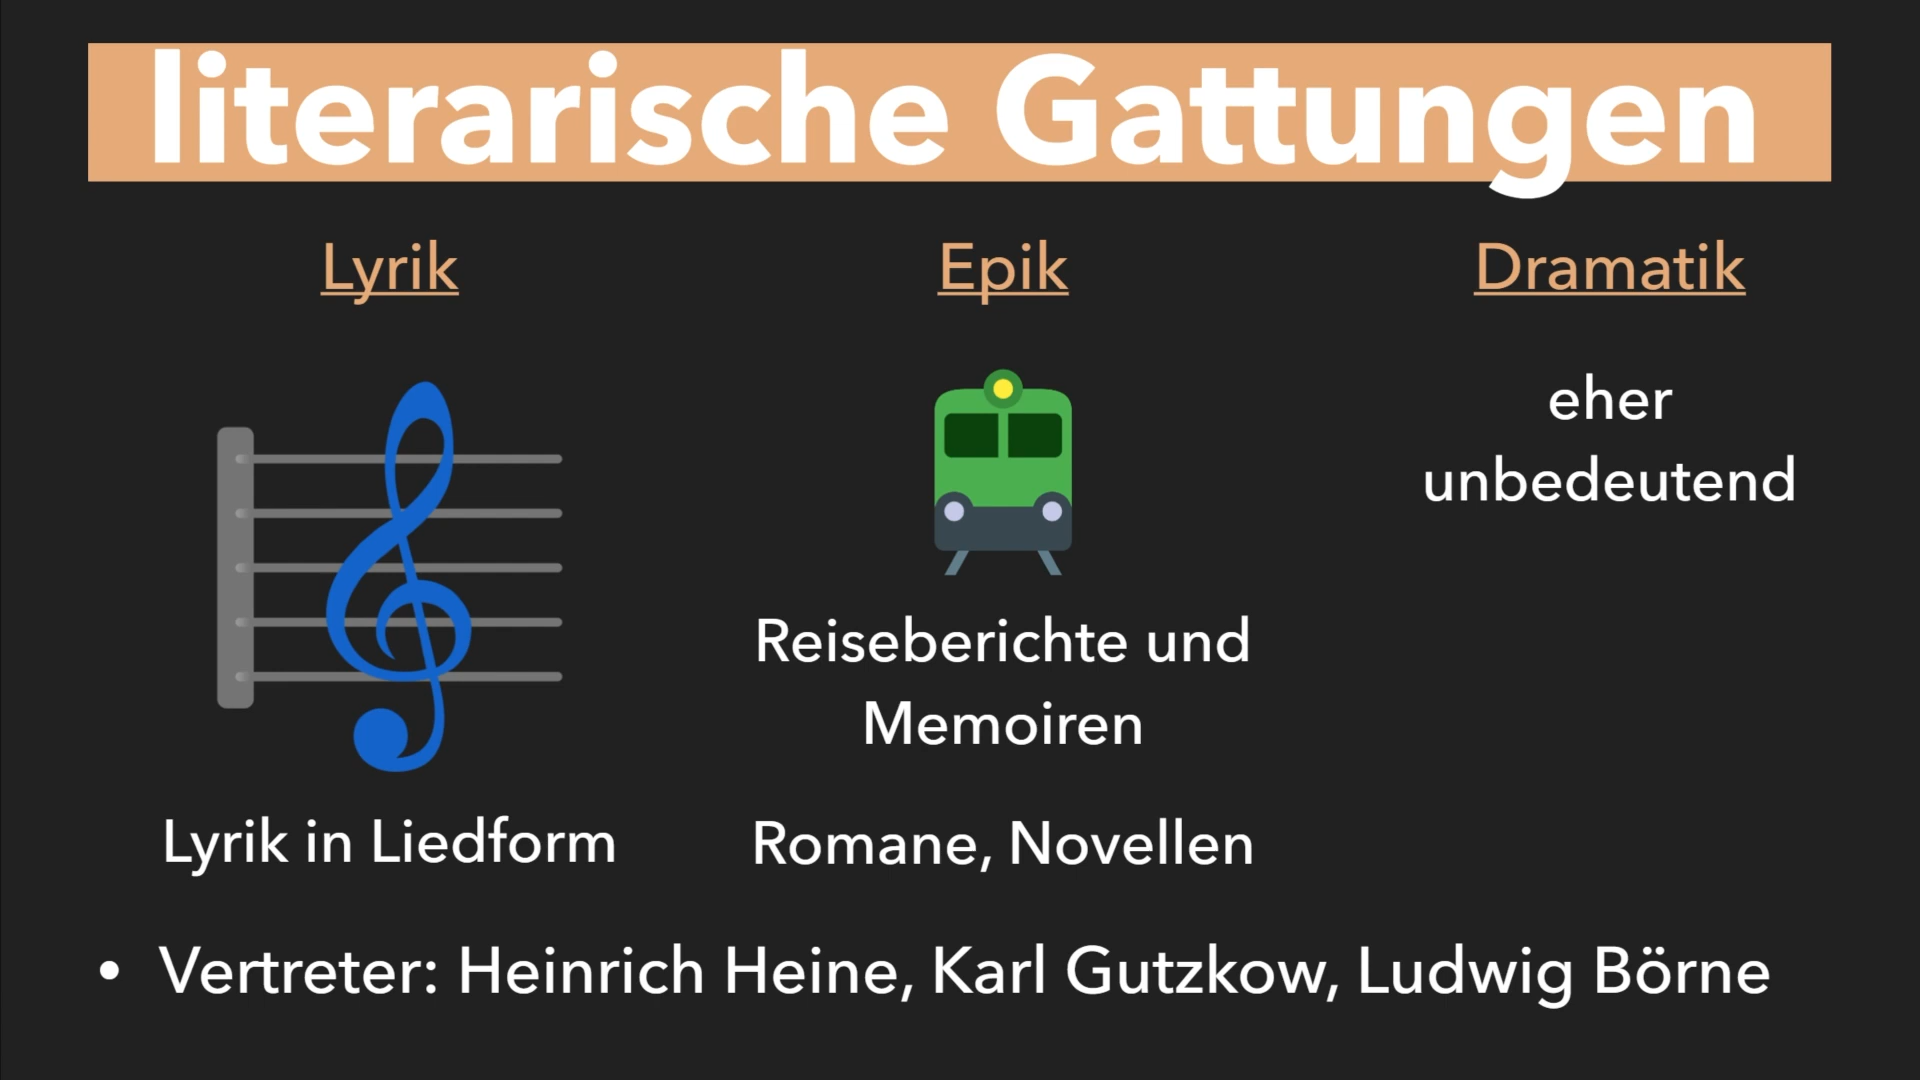 literarische Gattungen
Lyrik
Lyrik in Liedform
Epik
Reiseberichte und
Memoiren
Romane, Novellen
Dramatik
eher
unbedeutend
• Vertreter: Heinrich Heine, Karl Gutzkow, Ludwig Börne